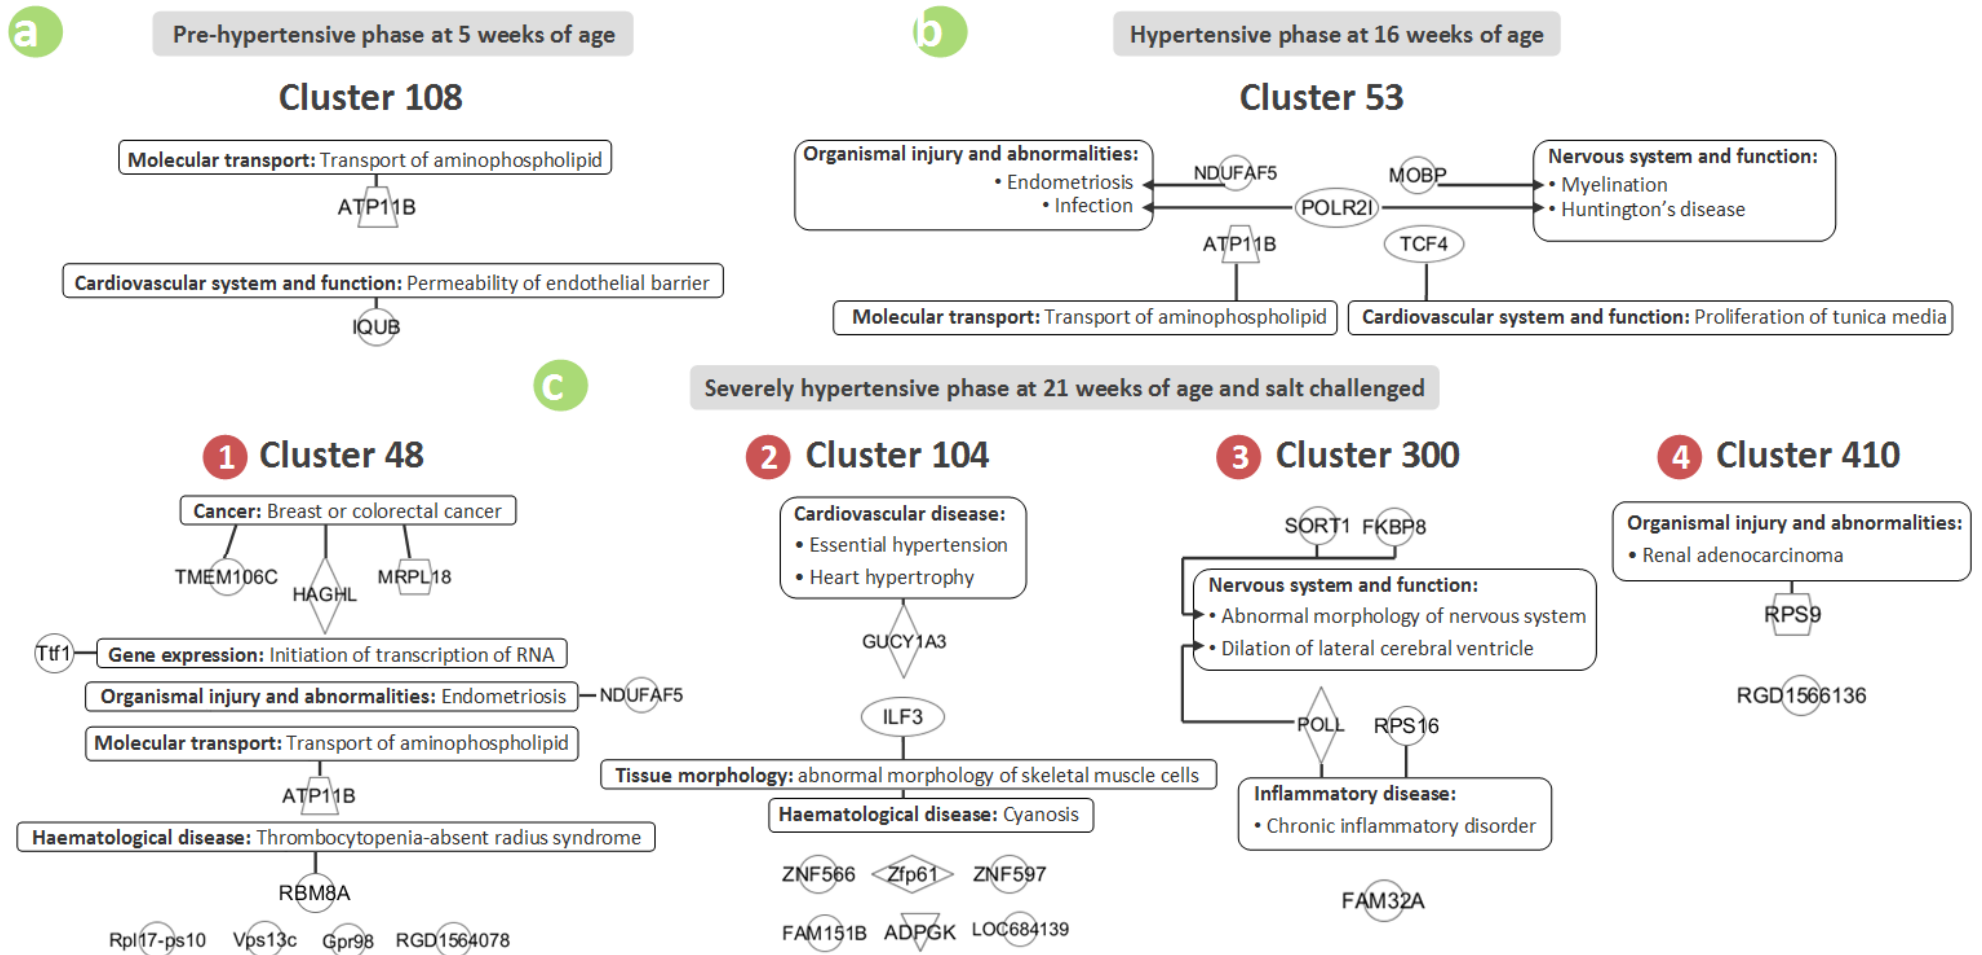 a
Pre-hypertensive phase at 5 weeks of age
Cluster 108
Molecular transport: Transport of aminophospholipid
ATP11B
Cardiovascular system and function: Permeability of endothelial barrier
IQUB
b
Hypertensive phase at 16 weeks of age
Cluster 53
Organismal injury and abnormalities:
• Endometriosis
• Infection
NDUFAF5
MOBP
POLR2I
Nervous system and function:
• Myelination
• Huntington's disease
ATP11B
TCF4
Molecular transport: Transport of aminophospholipid
Cardiovascular system and function: Proliferation of tunica media
c
Severely hypertensive phase at 21 weeks of age and salt challenged
1 Cluster 48
Cancer: Breast or colorectal cancer
TMEM106C
HAGHL
MRPL18
Ttf1
Gene expression: Initiation of transcription of RNA
Organismal injury and abnormalities: Endometriosis
NDUFAF5
Molecular transport: Transport of aminophospholipid
ATP11B
Haematological disease: Thrombocytopenia-absent radius syndrome
RBM8A
Rpl17-ps10 Vps13c Gpr98 RGD1564078
2 Cluster 104
Cardiovascular disease:
• Essential hypertension
• Heart hypertrophy
GUCY1A3
ILF3
Tissue morphology: abnormal morphology of skeletal muscle cells
Haematological disease: Cyanosis
ZNF566 Zfp61 ZNF597
FAM151B ADPGK LOC684139
3 Cluster 300
SORT1 FKBP8
Nervous system and function:
• Abnormal morphology of nervous system
• Dilation of lateral cerebral ventricle
POLL RPS16
Inflammatory disease:
• Chronic inflammatory disorder
FAM32A
4 Cluster 410
Organismal injury and abnormalities:
• Renal adenocarcinoma
RPS9
RGD1566136